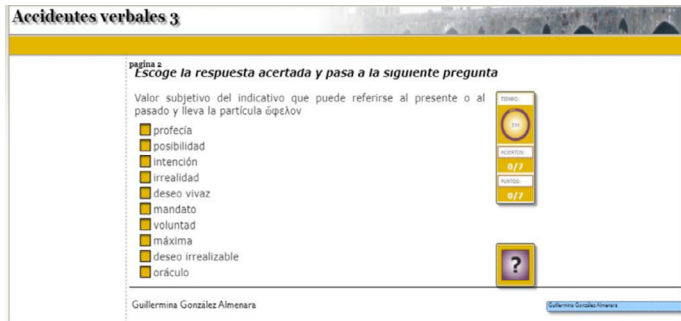 Accidentes verbales 3
pagina 2
Escoge la respuesta acertada y pasa a la siguiente pregunta
Valor subjetivo del indicativo que puede referirse al presente o al
pasado y lleva la partícula ὤφελον
TIEMPO:
profecía
posibilidad
intención
ACIERTOS:
irrealidad
0/7
deseo vivaz
PUNTOS:
mandato
0/7
voluntad
máxima
deseo irrealizable
?
oráculo
Guillermina González Almenara
Guillermina González Almenara